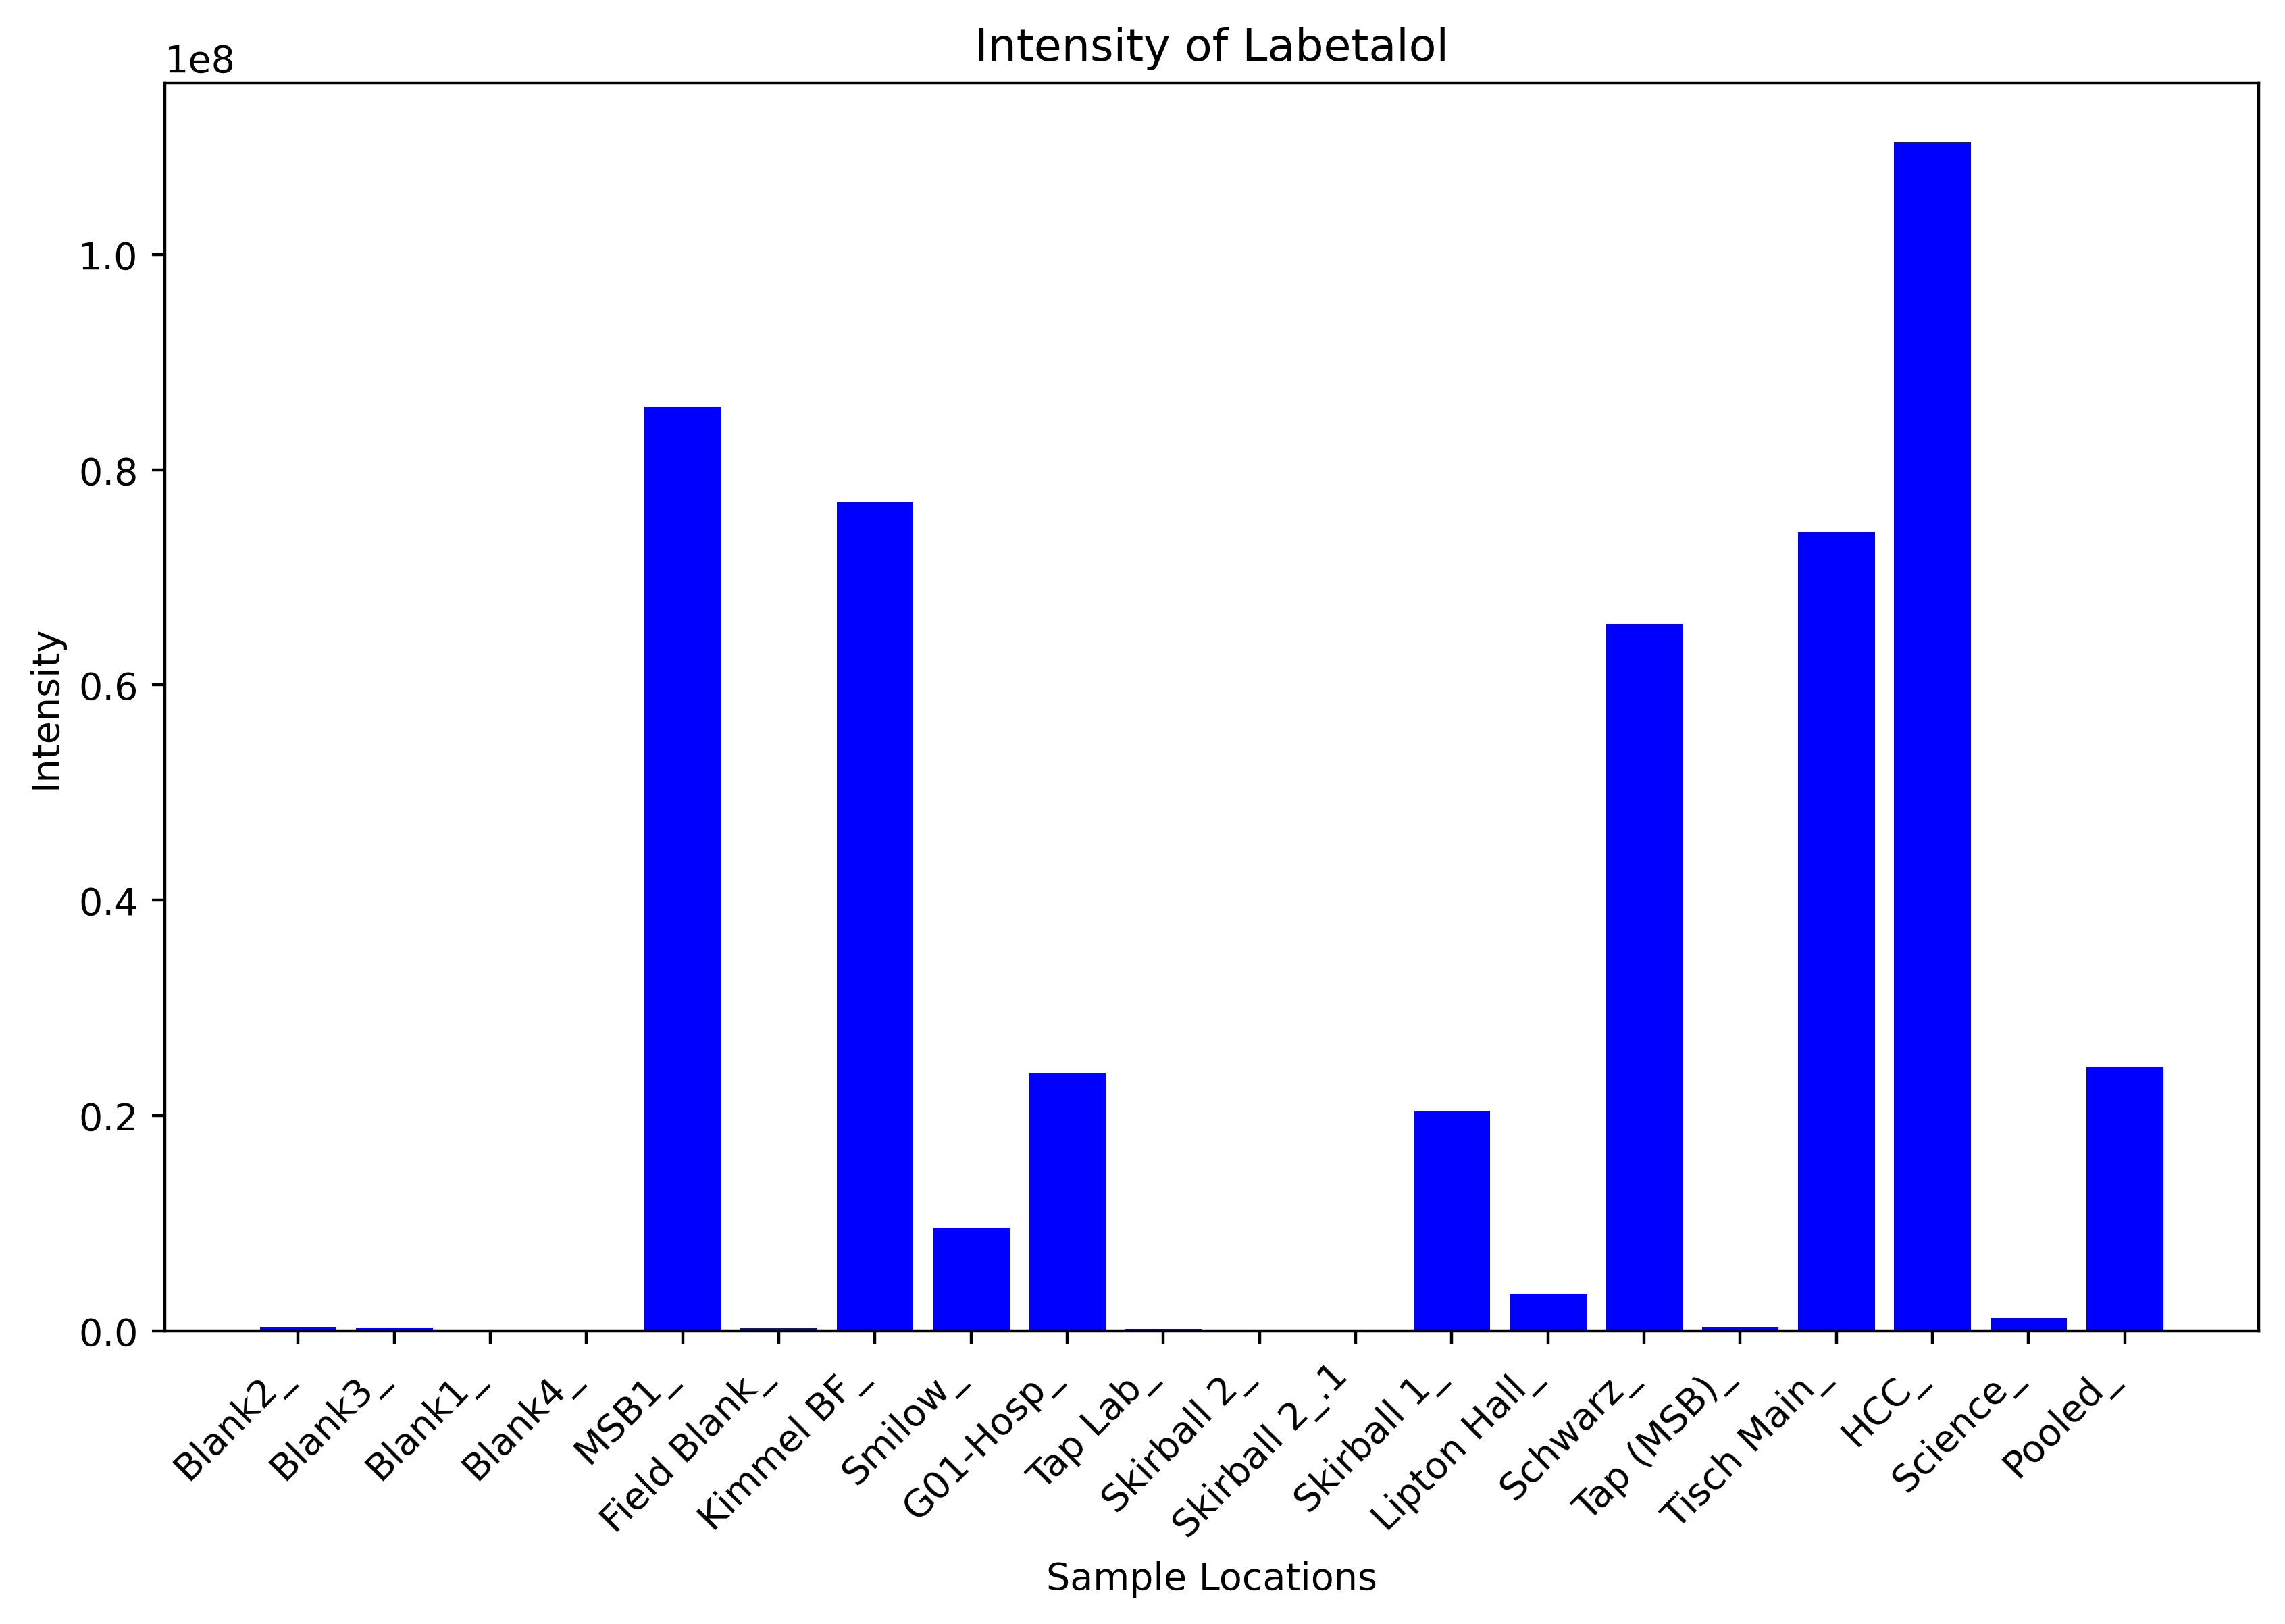 Intensity of Labetalol
1e8
1.0
0.8
0.6
0.4
0.2
0.0
Intensity
Blank2_
Blank3_
Blank1_
Blank4_
MSB1_
Field Blank_
Kimmel BF_
Smilow_
G01-Hosp_
Tap Lab_
Skirball 2_
Skirball 2_.1
Skirball 1_
Lipton Hall_
Schwarz_
Tap (MSB)_
Tisch Main_
HCC_
Science_
Pooled_
Sample Locations